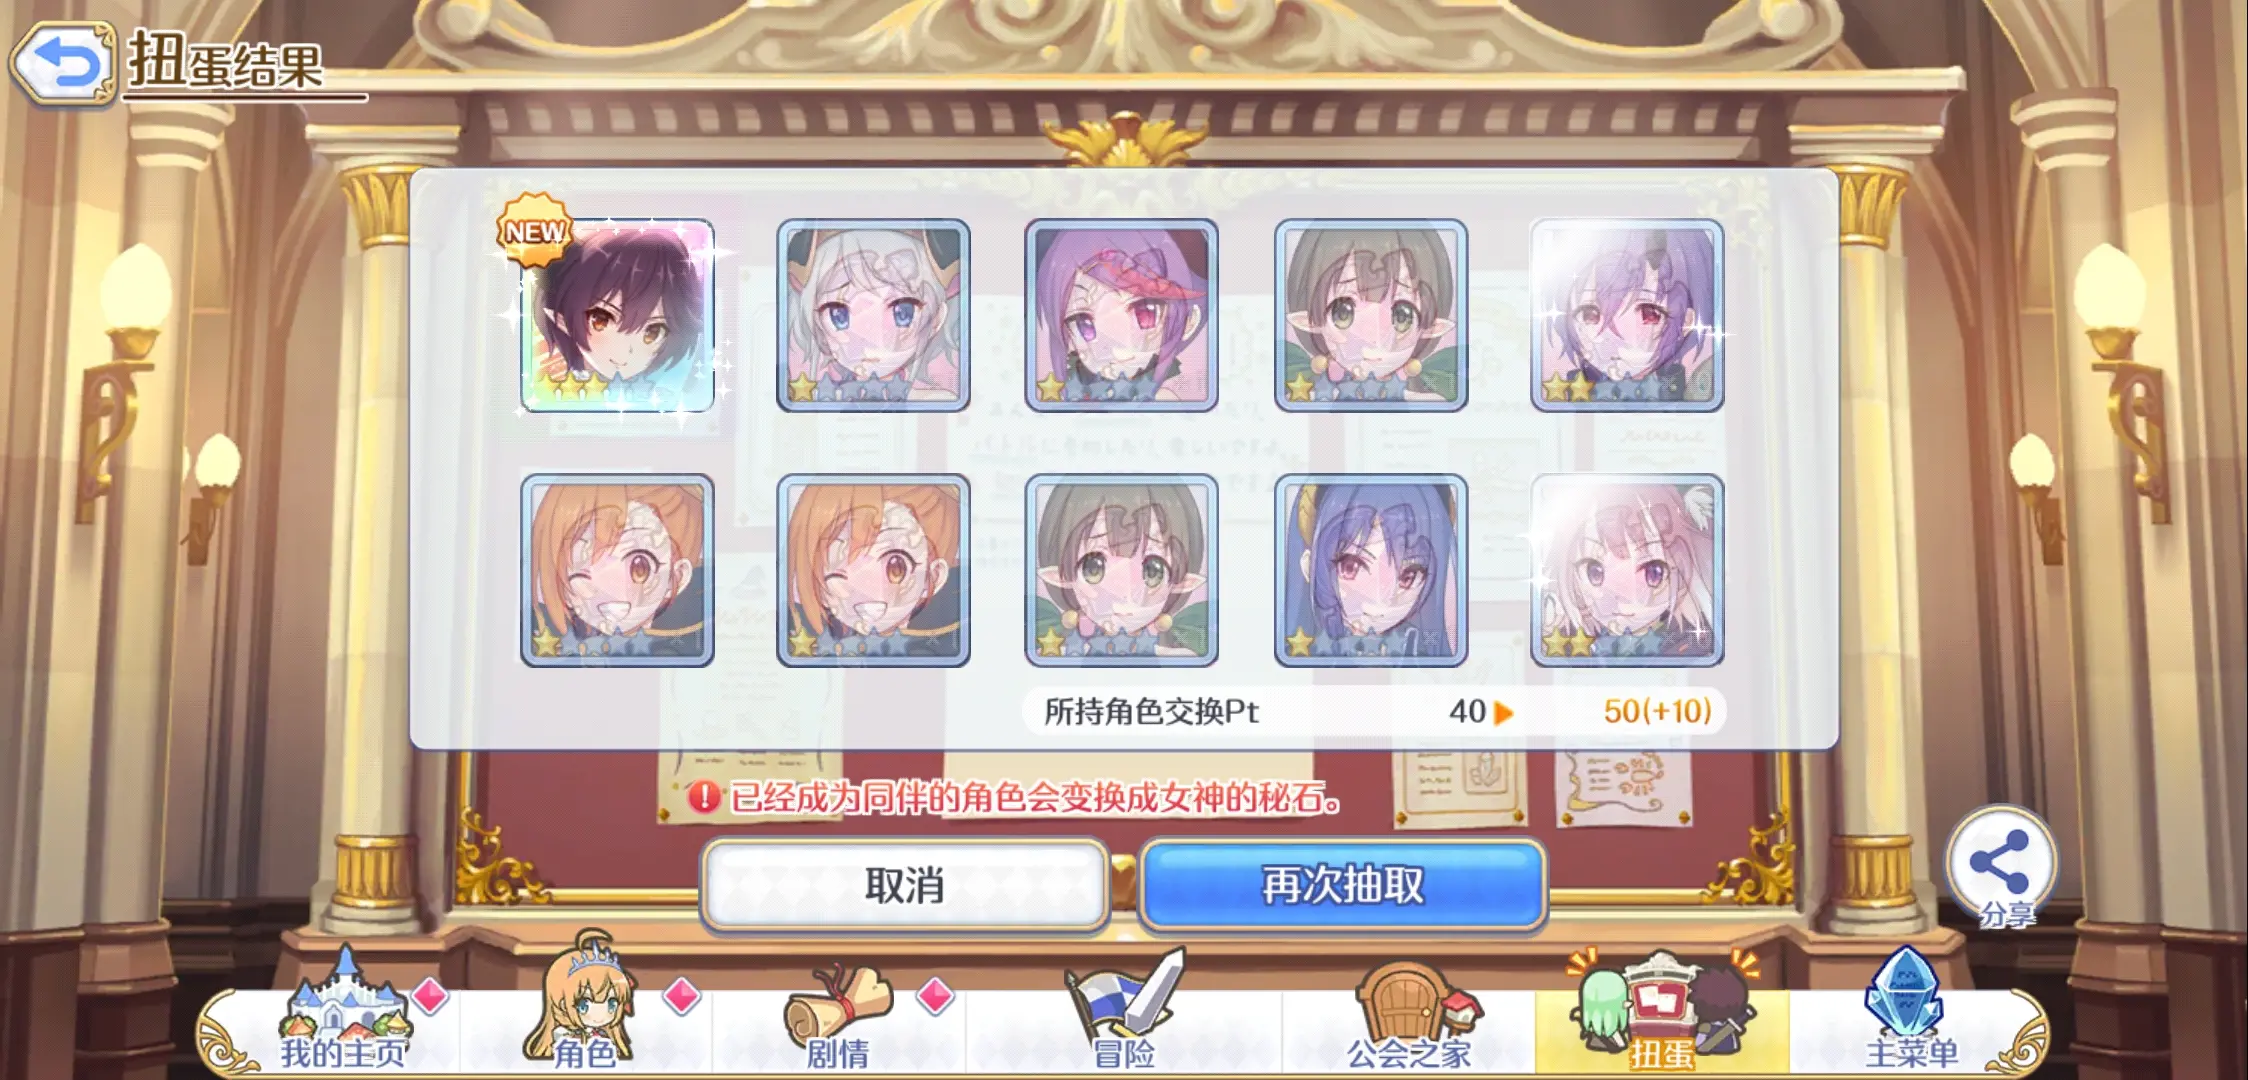 扭蛋结果
NEW
所持角色交换Pt 40 50(+10)
已经成为同伴的角色会变换成女神的秘石。
取消
再次抽取
分享
我的主页
角色
剧情
冒险
公会之家
扭蛋
主菜单